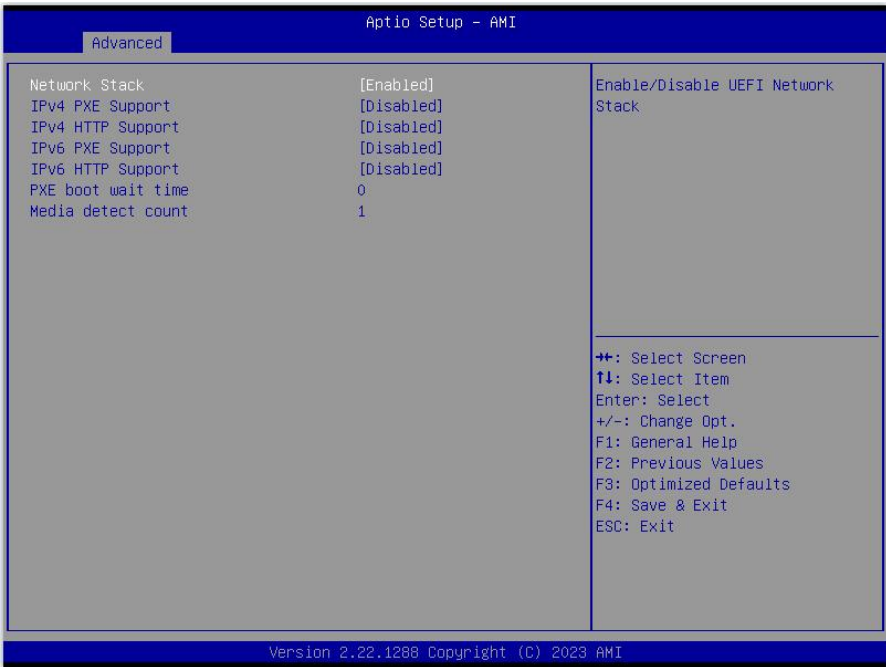 Aptio Setup – AMI
Advanced
Network Stack [Enabled]
IPv4 PXE Support [Disabled]
IPv4 HTTP Support [Disabled]
IPv6 PXE Support [Disabled]
IPv6 HTTP Support [Disabled]
PXE boot wait time 0
Media detect count 1
Enable/Disable UEFI Network
Stack
→←: Select Screen
↑↓: Select Item
Enter: Select
+/-: Change Opt.
F1: General Help
F2: Previous Values
F3: Optimized Defaults
F4: Save & Exit
ESC: Exit
Version 2.22.1288 Copyright (C) 2023 AMI